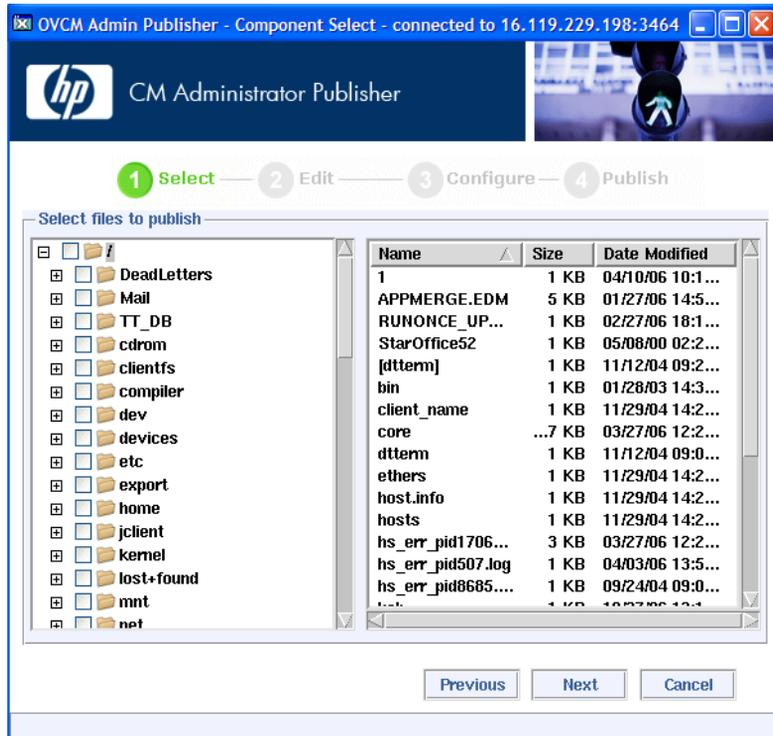 OVCM Admin Publisher - Component Select - connected to 16.119.229.198:3464
hp
CM Administrator Publisher
1 Select 2 Edit 3 Configure 4 Publish
Select files to publish
/
DeadLetters
Mail
TT_DB
cdrom
clientfs
compiler
dev
devices
etc
export
home
jclient
kernel
lost+found
mnt
net
Name Size Date Modified
1 1 KB 04/10/06 10:1...
APPMERGE.EDM 5 KB 01/27/06 14:5...
RUNONCE_UP... 1 KB 02/27/06 18:1...
StarOffice52 1 KB 05/08/00 02:2...
[dtterm] 1 KB 11/12/04 09:2...
bin 1 KB 01/28/03 14:3...
client_name 1 KB 11/29/04 14:2...
core ...7 KB 03/27/06 12:2...
dtterm 1 KB 11/12/04 09:0...
ethers 1 KB 11/29/04 14:2...
host.info 1 KB 11/29/04 14:2...
hosts 1 KB 11/29/04 14:2...
hs_err_pid1706... 3 KB 03/27/06 12:2...
hs_err_pid507.log 1 KB 04/03/06 13:5...
hs_err_pid8685.... 1 KB 09/24/04 09:0...
1 KB
Previous Next Cancel